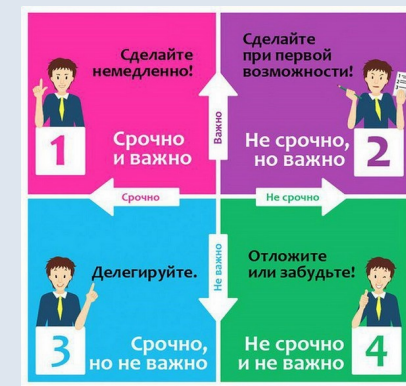 Сделайте
немедленно!
1
Срочно
и важно
Сделайте
при первой
возможности!
Не срочно,
но важно
2
Важно
Срочно
Не срочно
Не важно
Делегируйте.
3
Срочно,
но не важно
Отложите
или забудьте!
Не срочно
и не важно
4